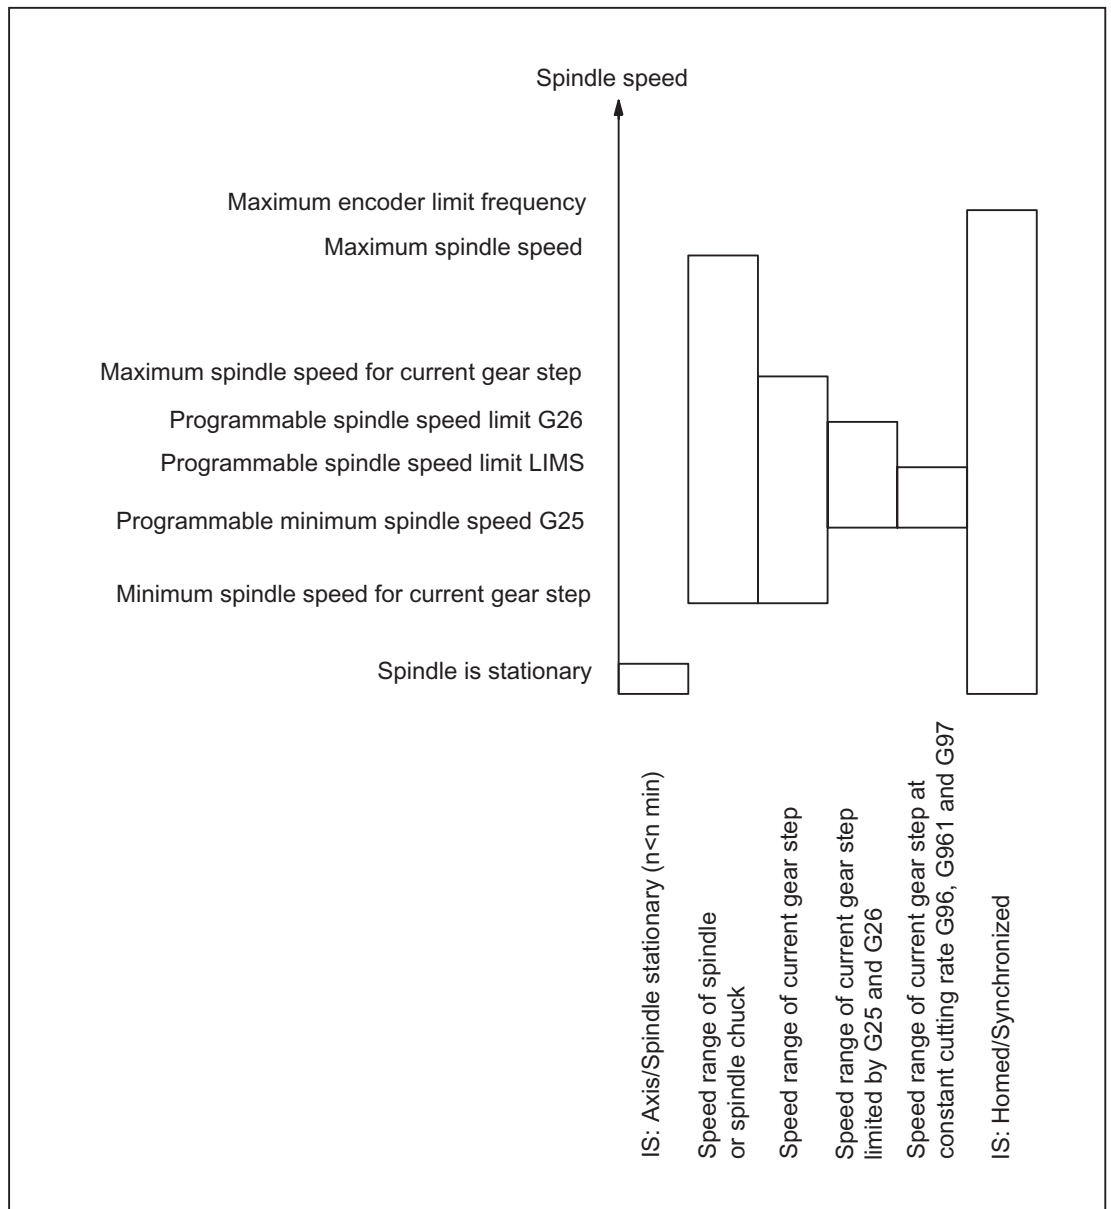 Spindle speed
Maximum encoder limit frequency
Maximum spindle speed
Maximum spindle speed for current gear step
Programmable spindle speed limit G26
Programmable spindle speed limit LIMS
Programmable minimum spindle speed G25
Minimum spindle speed for current gear step
Spindle is stationary
IS: Axis/Spindle stationary (n<n min)
Speed range of spindle
or spindle chuck
Speed range of current gear step
Speed range of current gear step
limited by G25 and G26
Speed range of current gear step at
constant cutting rate G96, G961 and G97
IS: Homed/Synchronized